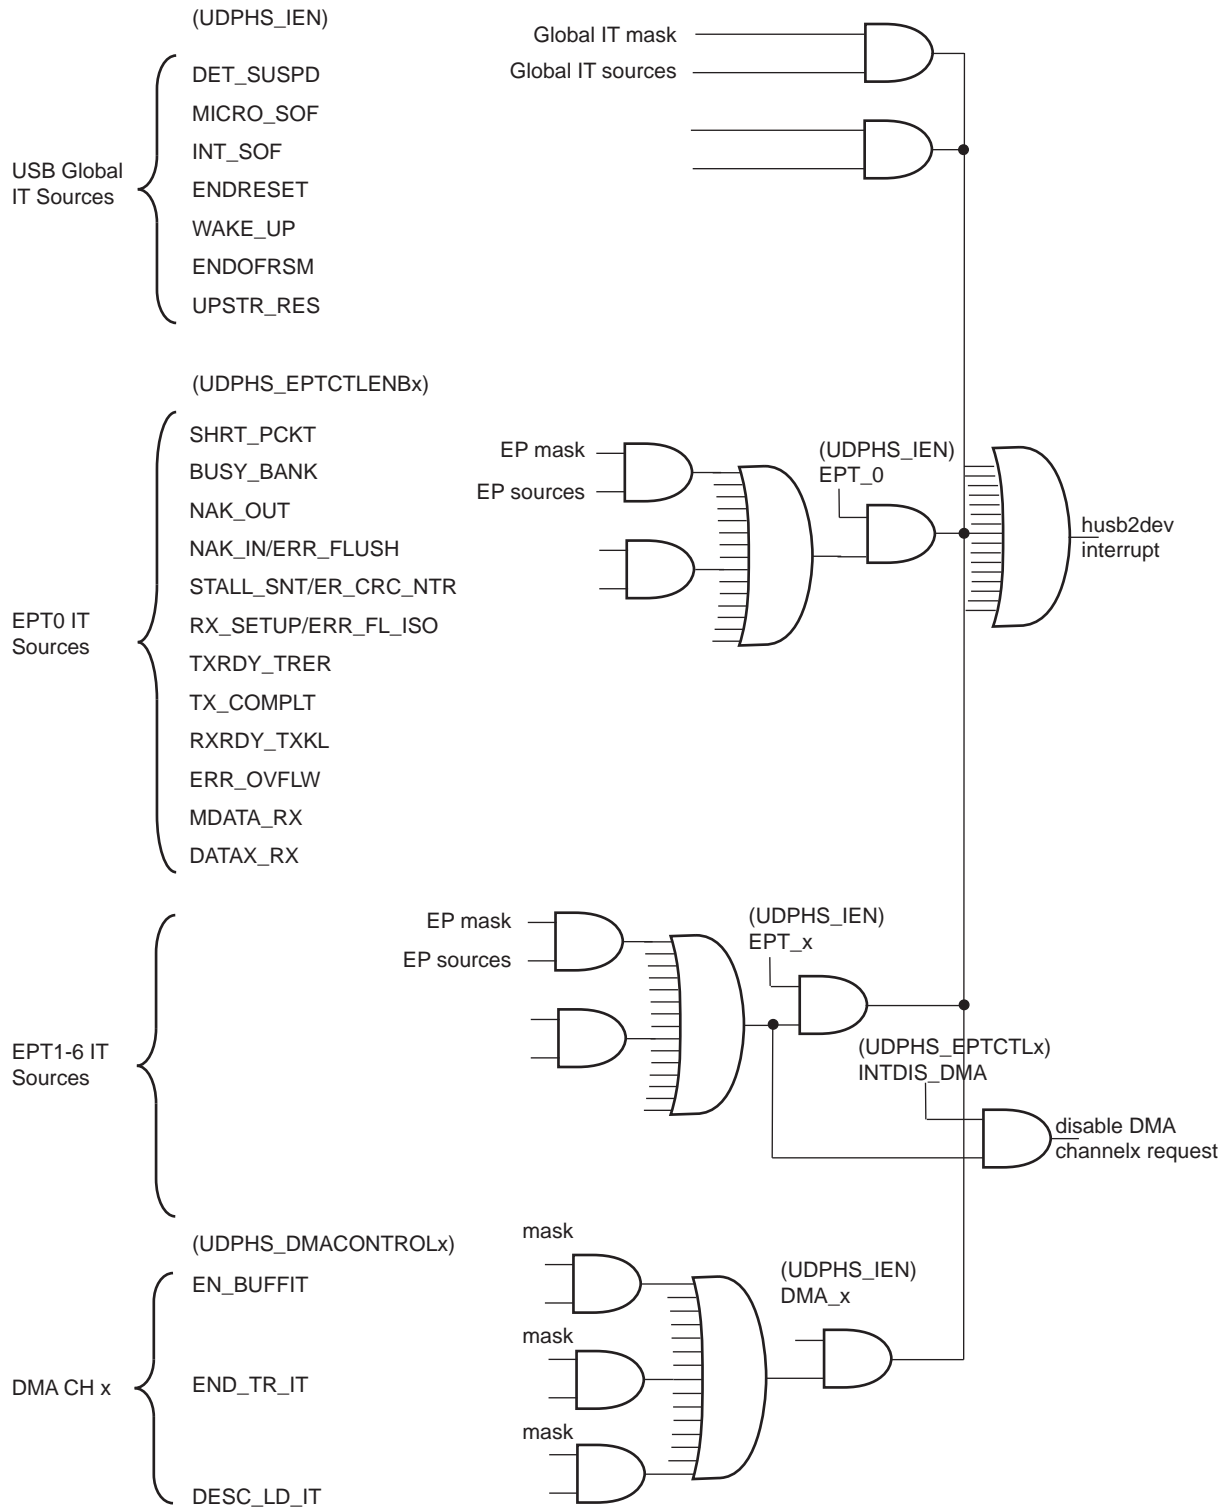 (UDPHS_IEN)
Global IT mask
Global IT sources
DET_SUSPD
MICRO_SOF
INT_SOF
ENDRESET
WAKE_UP
ENDOFRSM
UPSTR_RES
USB Global
IT Sources
(UDPHS_EPTCTLENBx)
SHRT_PCKT
BUSY_BANK
NAK_OUT
NAK_IN/ERR_FLUSH
STALL_SNT/ER_CRC_NTR
RX_SETUP/ERR_FL_ISO
TXRDY_TRER
TX_COMPLT
RXRDY_TXKL
ERR_OVFLW
MDATA_RX
DATAX_RX
EPT0 IT
Sources
EP mask
EP sources
(UDPHS_IEN)
EPT_0
husb2dev
interrupt
EP mask
EP sources
(UDPHS_IEN)
EPT_x
EPT1-6 IT
Sources
(UDPHS_EPTCTLx)
INTDIS_DMA
disable DMA
channelx request
(UDPHS_DMACONTROLx)
mask
EN_BUFFIT
(UDPHS_IEN)
DMA_x
mask
DMA CH x
END_TR_IT
mask
DESC_LD_IT